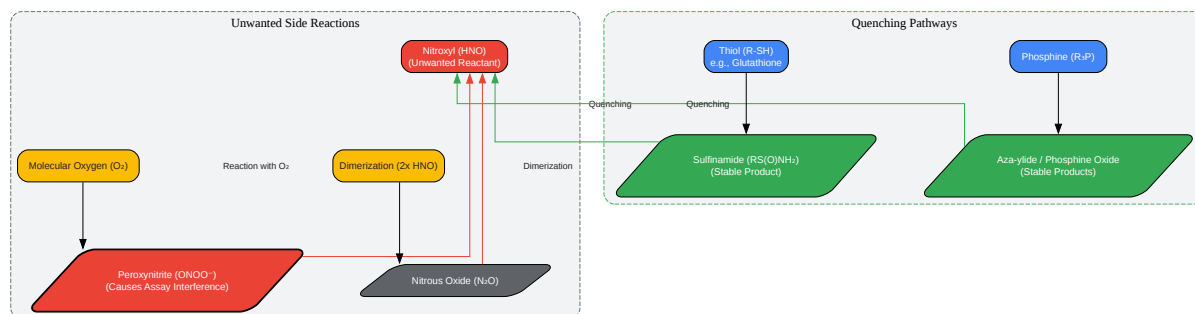 Unwanted Side Reactions
Quenching Pathways
Nitroxyl (HNO)
(Unwanted Reactant)
Thiol (R-SH)
e.g., Glutathione
Phosphine (R₃P)
Quenching
Quenching
Molecular Oxygen (O₂)
Reaction with O₂
Dimerization (2x HNO)
Dimerization
Sulfinamide (RS(O)NH₂)
(Stable Product)
Aza-ylide / Phosphine Oxide
(Stable Products)
Peroxynitrite (ONOO⁻)
(Causes Assay Interference)
Nitrous Oxide (N₂O)